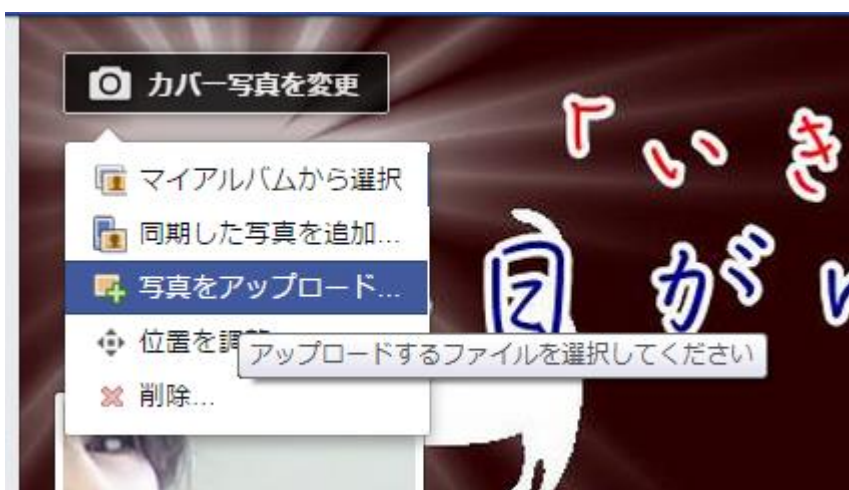 カバー写真を変更
マイアルバムから選択
同期した写真を追加...
写真をアップロード...
位置を調
アップロードするファイルを選択してください
削除...
「いき
目が